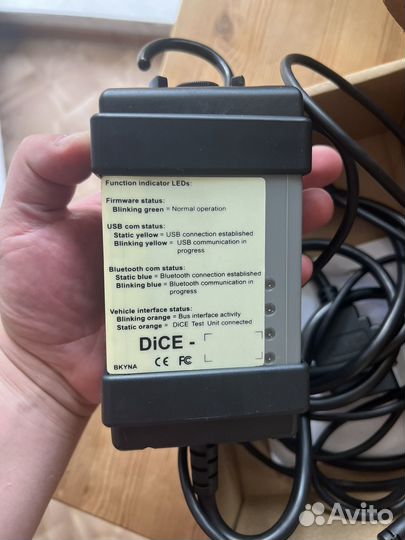 Function indicator LEDs:
Firmware status:
Blinking green = Normal operation
USB com status:
Static yellow = USB connection established
Blinking yellow = USB communication in
progress
Bluetooth com status:
Static blue = Bluetooth connection established
Blinking blue = Bluetooth communication in
progress
Vehicle interface status:
Blinking orange = Bus interface activity
Static orange = DiCE Test Unit connected
DiCE -
CE FC
BKYNA
Avito